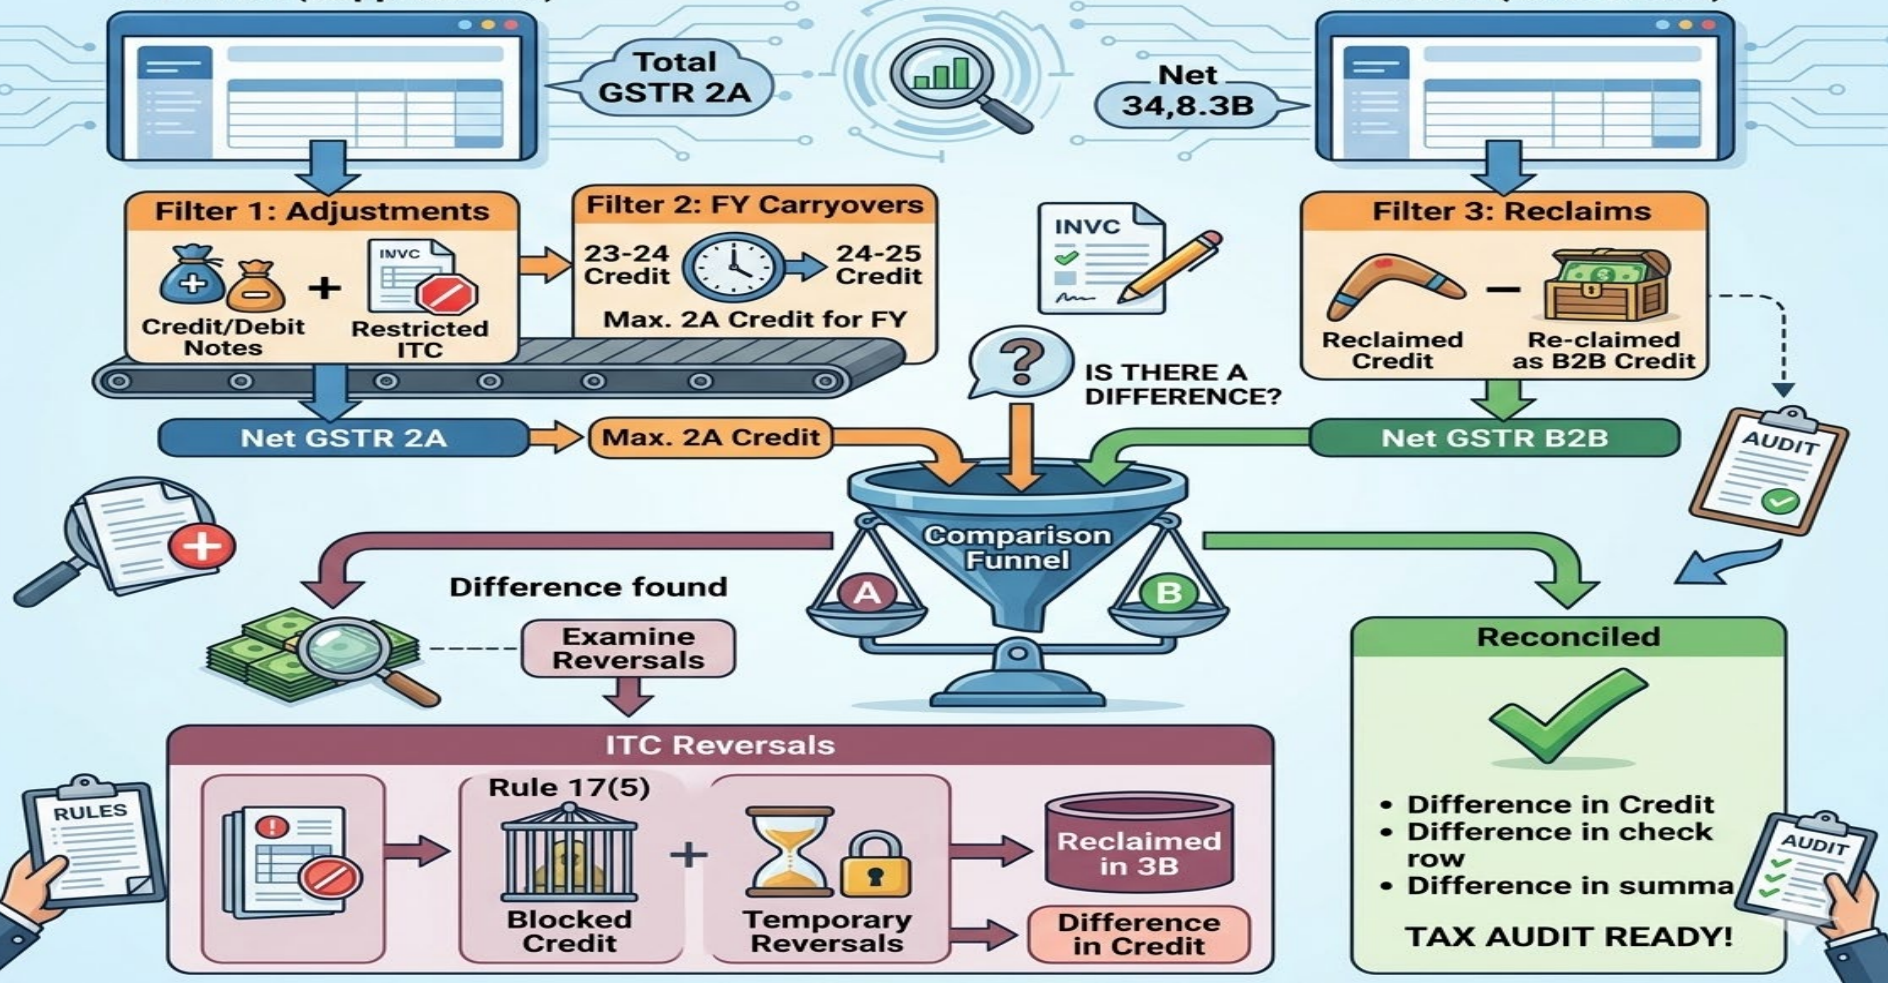 Total
GSTR 2A
Net
34,8.3B
Filter 1: Adjustments
INVC
+
Credit/Debit
Notes
Restricted
ITC
Filter 2: FY Carryovers
23-24
Credit
24-25
Credit
Max. 2A Credit for FY
INVC
Filter 3: Reclaims
Reclaimed
Credit
Re-claimed
as B2B Credit
?
IS THERE A
DIFFERENCE?
Net GSTR 2A
Max. 2A Credit
Net GSTR B2B
AUDIT
Comparison
Funnel
A
B
Difference found
Examine
Reversals
Reconciled
ITC Reversals
RULES
Rule 17(5)
Blocked
Credit
+
Temporary
Reversals
Reclaimed
in 3B
Difference
in Credit
• Difference in Credit
• Difference in check
row
• Difference in summa
TAX AUDIT READY!
AUDIT